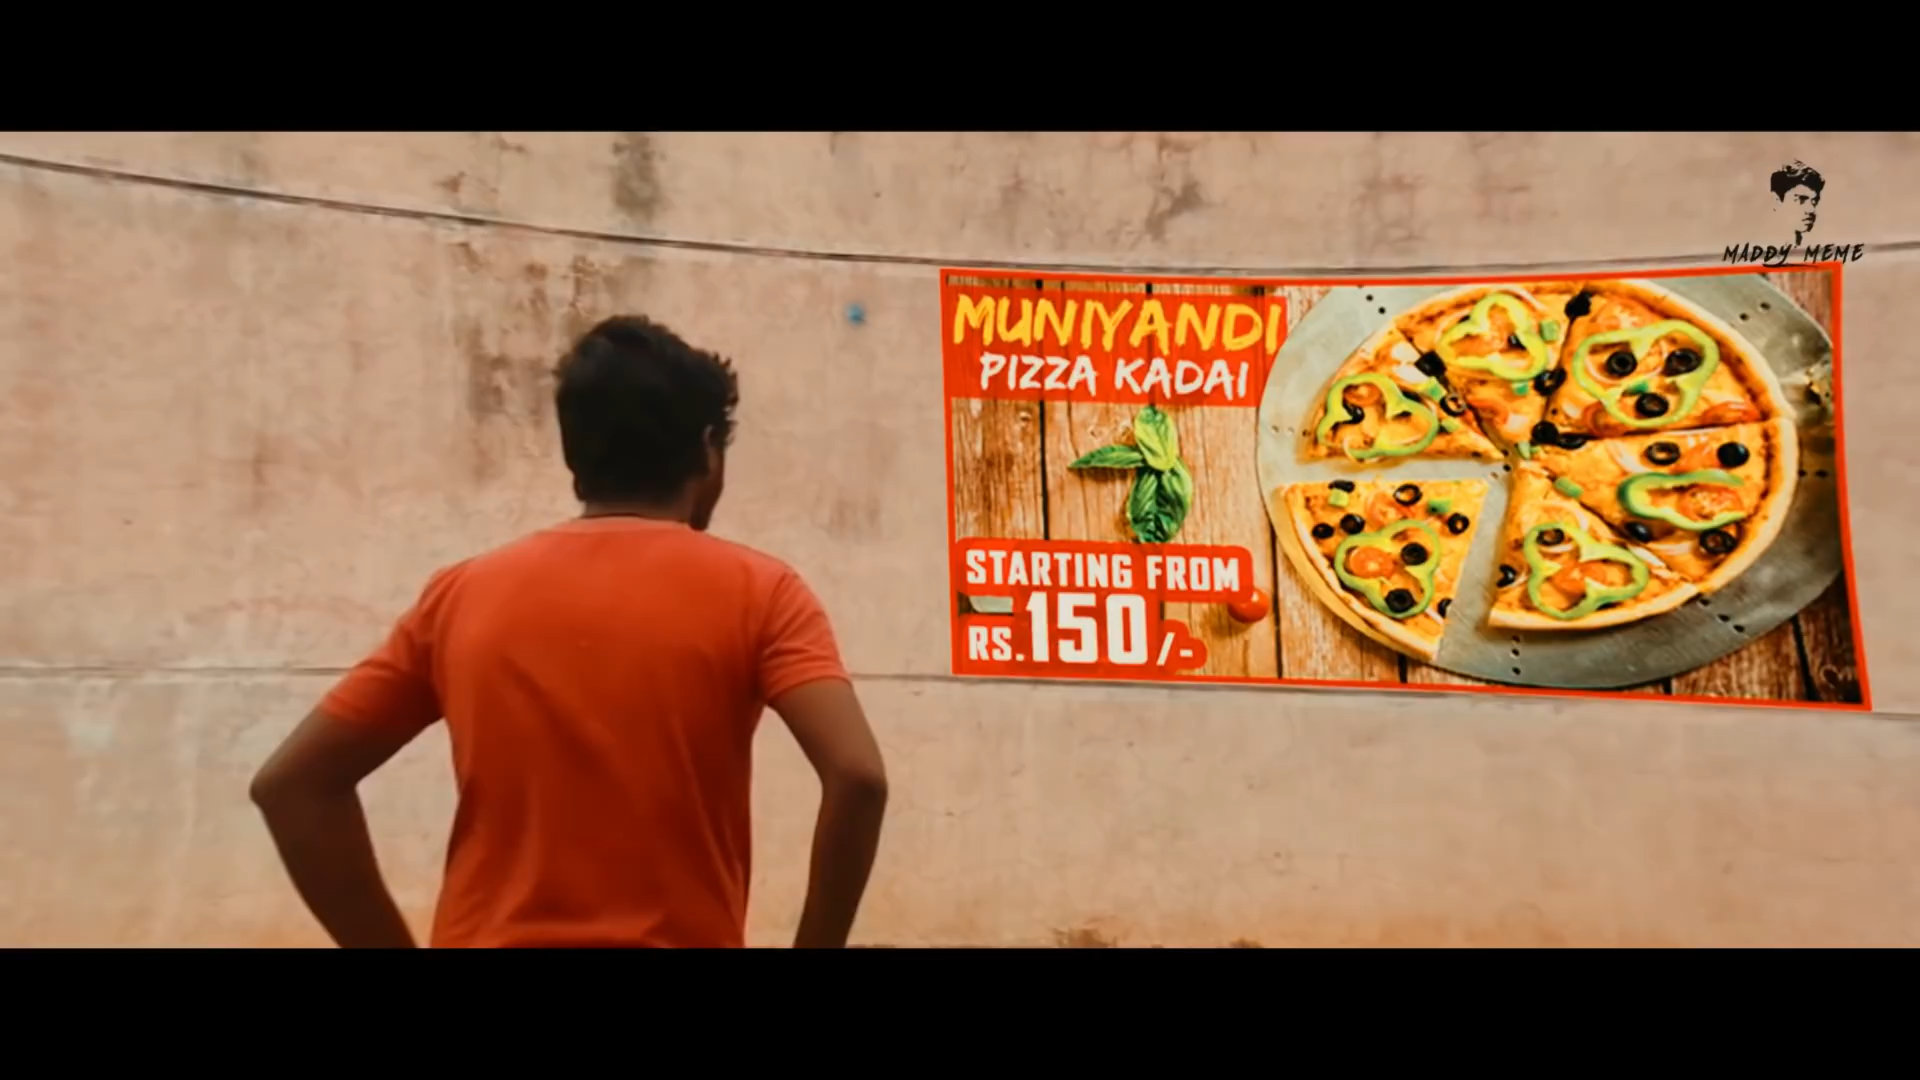 MADDY MEME
MUNIYANDI
PIZZA KADAI
STARTING FROM
RS.150/-